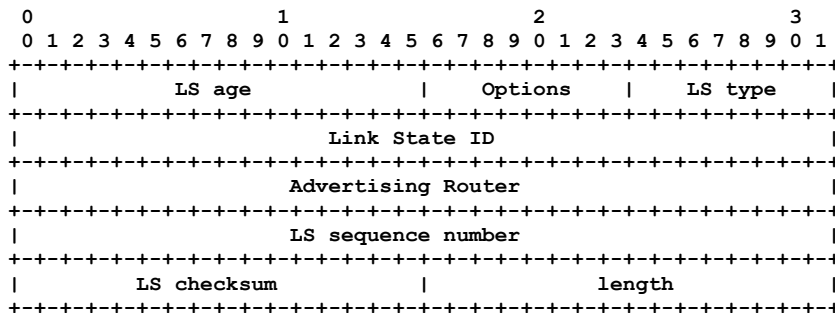 0                   1                   2                   3
0 1 2 3 4 5 6 7 8 9 0 1 2 3 4 5 6 7 8 9 0 1 2 3 4 5 6 7 8 9 0 1
+-+-+-+-+-+-+-+-+-+-+-+-+-+-+-+-+-+-+-+-+-+-+-+-+-+-+-+-+-+-+-+-+
|            LS age             |    Options    |    LS type    |
+-+-+-+-+-+-+-+-+-+-+-+-+-+-+-+-+-+-+-+-+-+-+-+-+-+-+-+-+-+-+-+-+
|                        Link State ID                          |
+-+-+-+-+-+-+-+-+-+-+-+-+-+-+-+-+-+-+-+-+-+-+-+-+-+-+-+-+-+-+-+-+
|                     Advertising Router                        |
+-+-+-+-+-+-+-+-+-+-+-+-+-+-+-+-+-+-+-+-+-+-+-+-+-+-+-+-+-+-+-+-+
|                     LS sequence number                        |
+-+-+-+-+-+-+-+-+-+-+-+-+-+-+-+-+-+-+-+-+-+-+-+-+-+-+-+-+-+-+-+-+
|         LS checksum           |             length            |
+-+-+-+-+-+-+-+-+-+-+-+-+-+-+-+-+-+-+-+-+-+-+-+-+-+-+-+-+-+-+-+-+